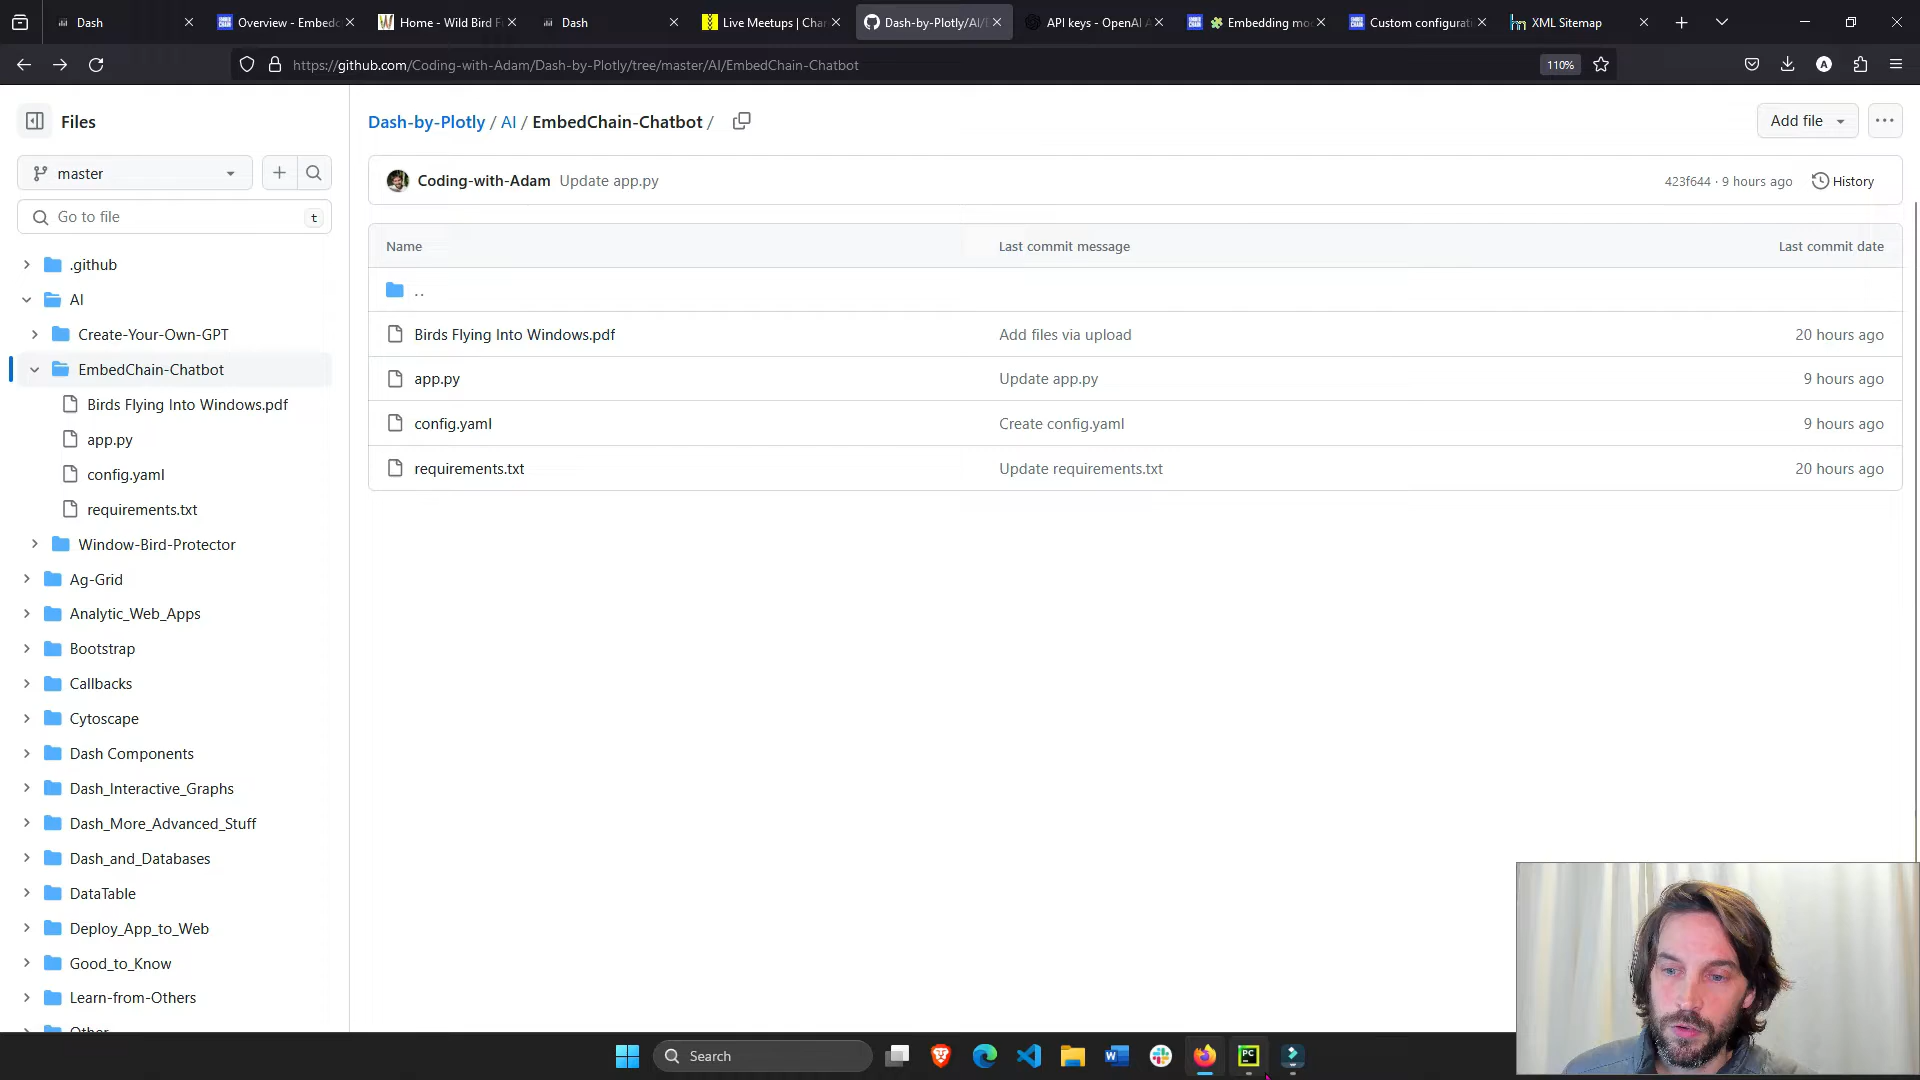 Dash
Overview - Embed
Home - Wild Bird F
Dash
Live Meetups | Cha
Dash-by-Plotly/AI/E
API keys - OpenAI A
Embedding mo
Custom configurati
XML Sitemap
https://github.com/Coding-with-Adam/Dash-by-Plotly/tree/master/AI/EmbedChain-Chatbot
110%
A
Files
Dash-by-Plotly / AI / EmbedChain-Chatbot /
Add file
master
Go to file
t
Coding-with-Adam Update app.py
423f644 · 9 hours ago
History
Name
Last commit message
Last commit date
..
Birds Flying Into Windows.pdf
Add files via upload
20 hours ago
app.py
Update app.py
9 hours ago
config.yaml
Create config.yaml
9 hours ago
requirements.txt
Update requirements.txt
20 hours ago
.github
AI
Create-Your-Own-GPT
EmbedChain-Chatbot
Birds Flying Into Windows.pdf
app.py
config.yaml
requirements.txt
Window-Bird-Protector
Ag-Grid
Analytic_Web_Apps
Bootstrap
Callbacks
Cytoscape
Dash Components
Dash_Interactive_Graphs
Dash_More_Advanced_Stuff
Dash_and_Databases
DataTable
Deploy_App_to_Web
Good_to_Know
Learn-from-Others
Other
Search
PC